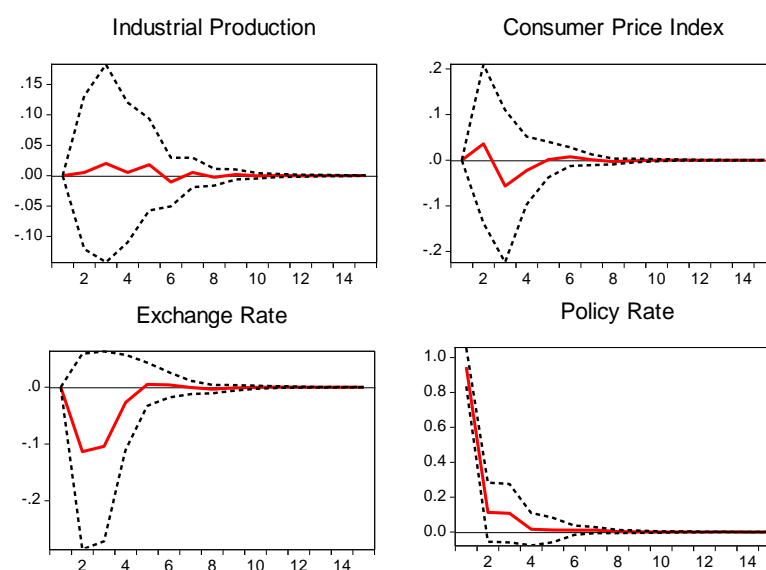 Industrial Production
.15
.10
.05
.00
-.05
-.10
2 4 6 8 10 12 14
Consumer Price Index
.2
.1
.0
-.1
-.2
2 4 6 8 10 12 14
Exchange Rate
.0
-.1
-.2
2 4 6 8 10 12 14
Policy Rate
1.0
0.8
0.6
0.4
0.2
0.0
2 4 6 8 10 12 14